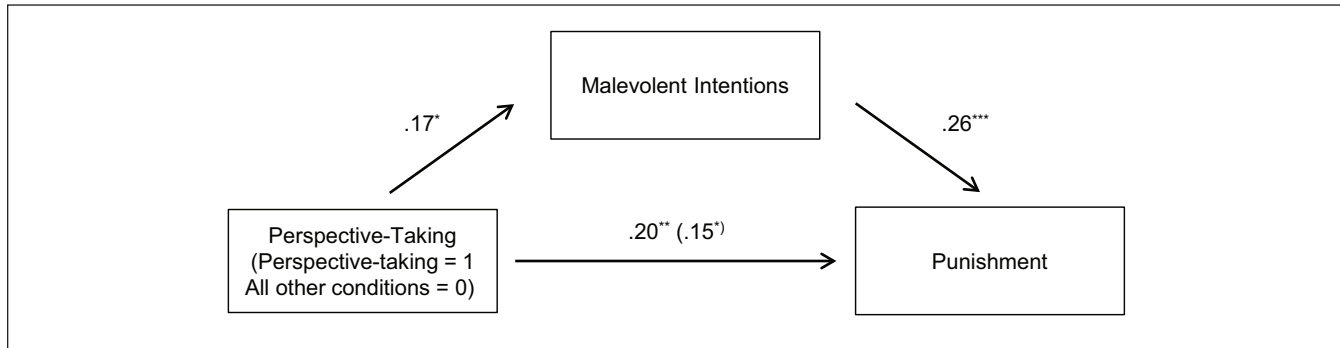 Malevolent Intentions
.17*
.26***
Perspective-Taking
(Perspective-taking = 1
All other conditions = 0)
.20** (.15*)
Punishment